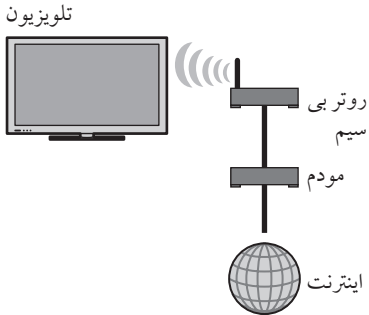 تلویزیون
روتر بی
سیم
مودم
اینترنت